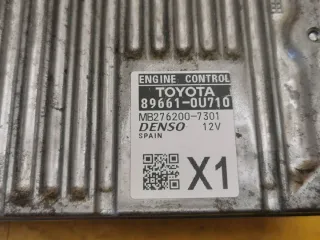 ENGINE CONTROL
TOYOTA
89661-0U710
MB276200-7301
DENSO 12V
SPAIN
X1